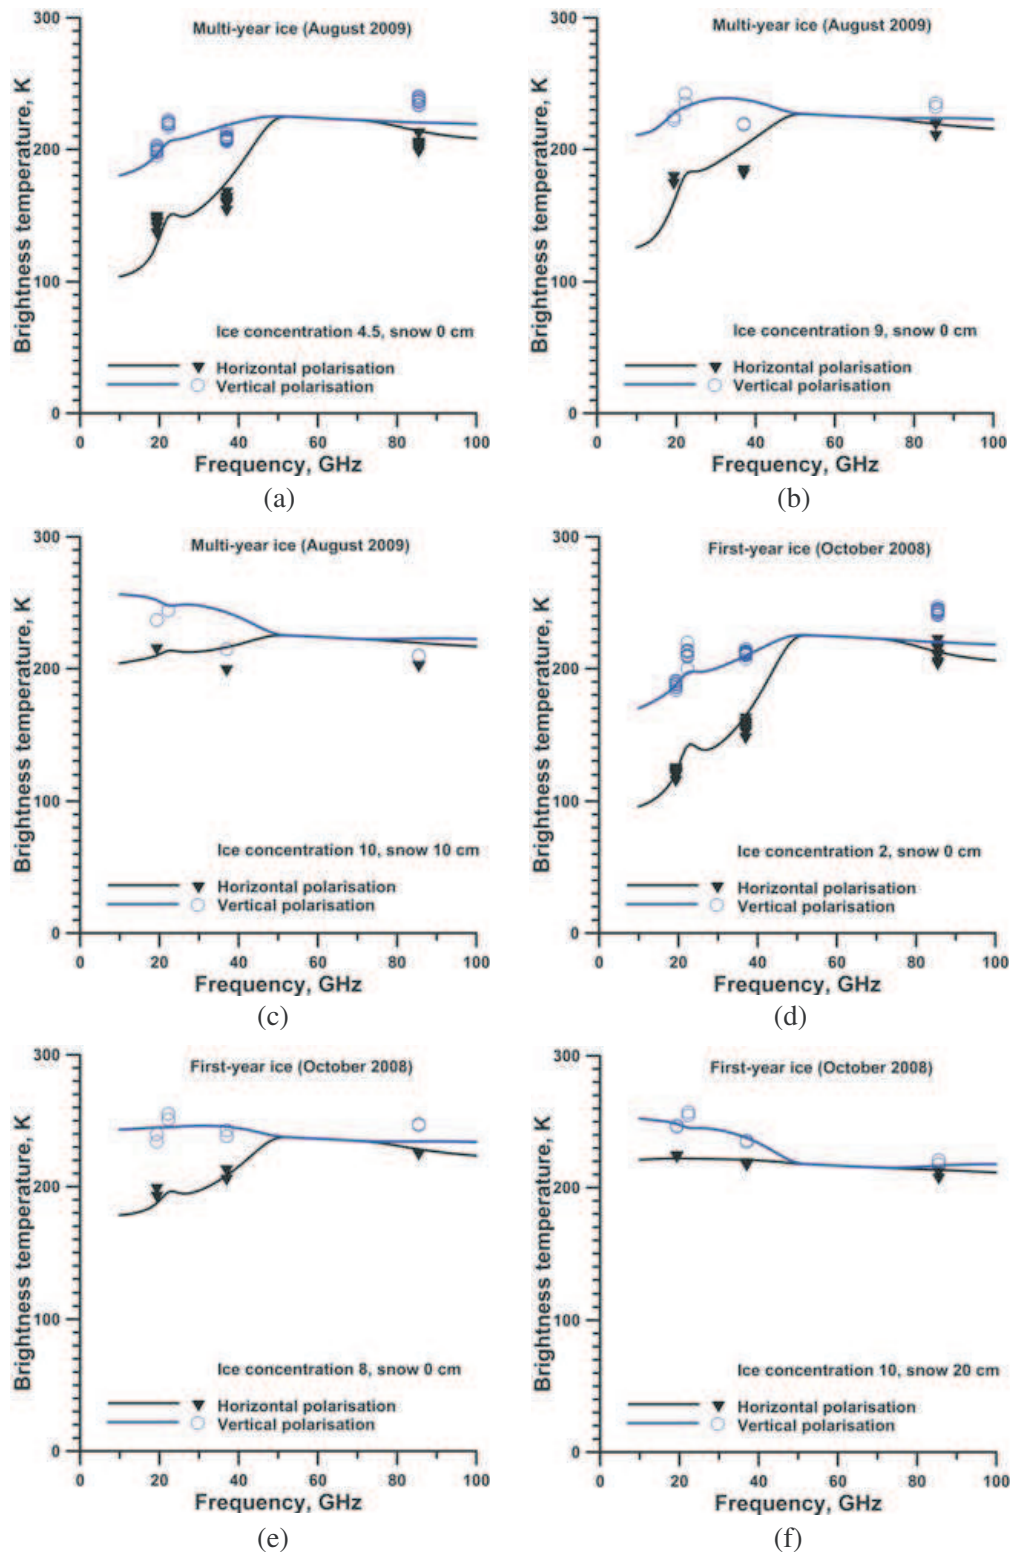 Multi-year ice (August 2009)
Brightness temperature, K
300
200
100
0
Ice concentration 4.5, snow 0 cm
Horizontal polarisation
Vertical polarisation
0 20 40 60 80 100
Frequency, GHz
(a)
Multi-year ice (August 2009)
Brightness temperature, K
300
200
100
0
Ice concentration 9, snow 0 cm
Horizontal polarisation
Vertical polarisation
0 20 40 60 80 100
Frequency, GHz
(b)
Multi-year ice (August 2009)
Brightness temperature, K
300
200
100
0
Ice concentration 10, snow 10 cm
Horizontal polarisation
Vertical polarisation
0 20 40 60 80 100
Frequency, GHz
(c)
First-year ice (October 2008)
Brightness temperature, K
300
200
100
0
Ice concentration 2, snow 0 cm
Horizontal polarisation
Vertical polarisation
0 20 40 60 80 100
Frequency, GHz
(d)
First-year ice (October 2008)
Brightness temperature, K
300
200
100
0
Ice concentration 8, snow 0 cm
Horizontal polarisation
Vertical polarisation
0 20 40 60 80 100
Frequency, GHz
(e)
First-year ice (October 2008)
Brightness temperature, K
300
200
100
0
Ice concentration 10, snow 20 cm
Horizontal polarisation
Vertical polarisation
0 20 40 60 80 100
Frequency, GHz
(f)